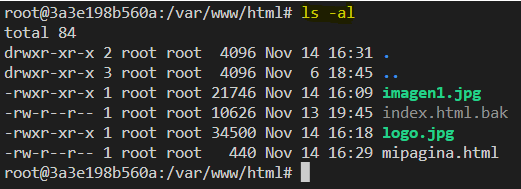 root@3a3e198b560a:/var/www/html# ls -al
total 84
drwxr-xr-x 2 root root  4096 Nov 14 16:31 .
drwxr-xr-x 3 root root  4096 Nov  6 18:45 ..
-rwxr-xr-x 1 root root 21746 Nov 14 16:09 imagen1.jpg
-rw-r--r-- 1 root root 10626 Nov 13 19:45 index.html.bak
-rwxr-xr-x 1 root root 34500 Nov 14 16:18 logo.jpg
-rw-r--r-- 1 root root   440 Nov 14 16:29 mipagina.html
root@3a3e198b560a:/var/www/html#